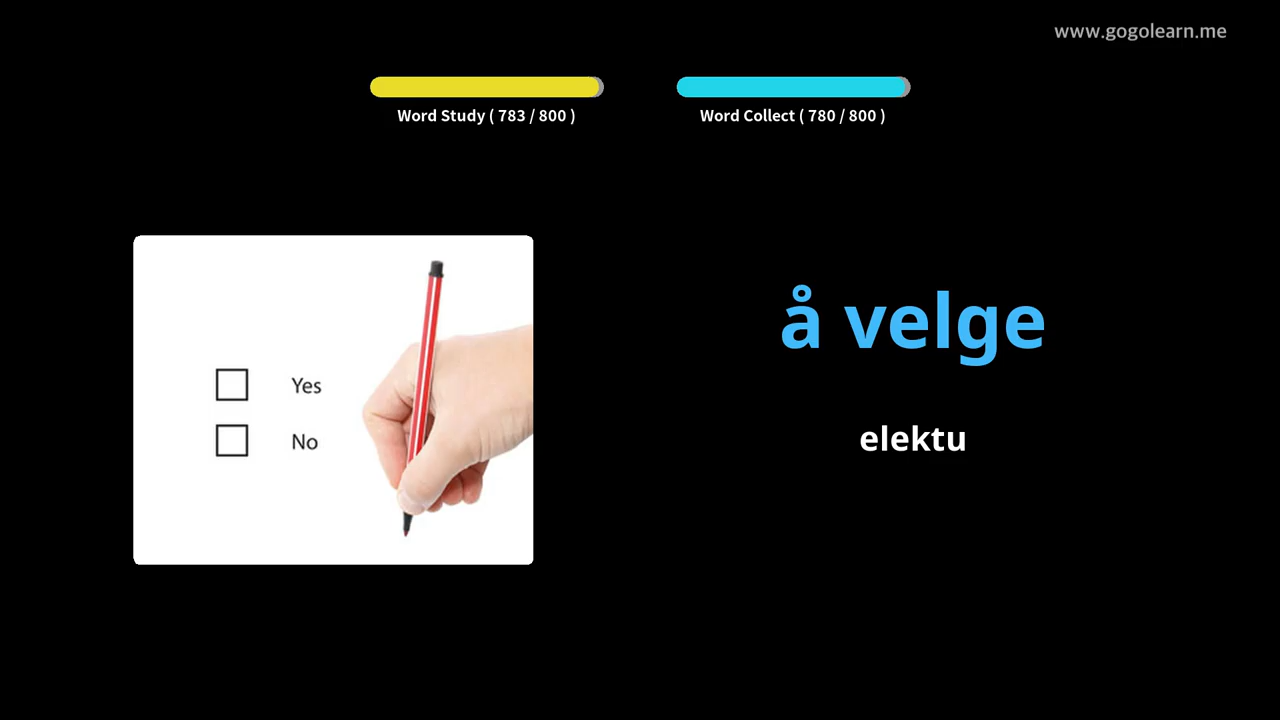 www.gogolearn.me
Word Study ( 783 / 800 )
Word Collect ( 780 / 800 )
Yes
No
å velge
elektu